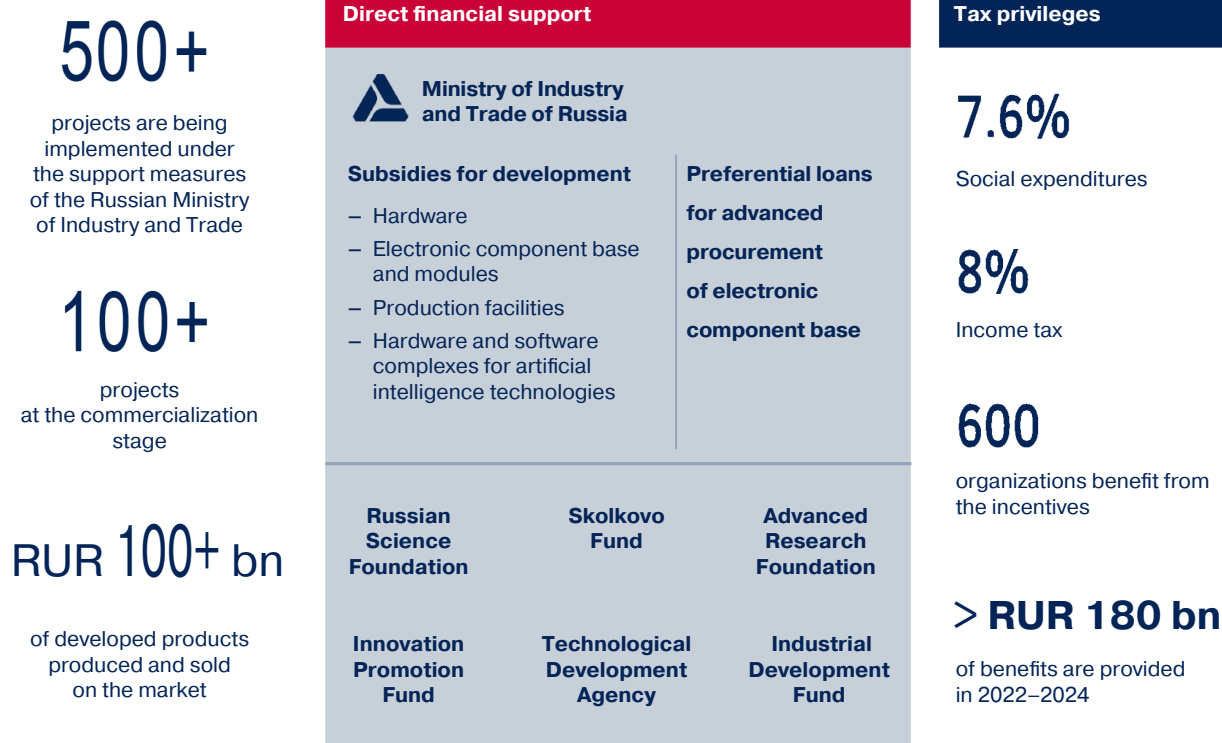 500+
projects are being
implemented under
the support measures
of the Russian Ministry
of Industry and Trade
100+
projects
at the commercialization
stage
RUR 100+ bn
of developed products
produced and sold
on the market
Direct financial support
Ministry of Industry
and Trade of Russia
Subsidies for development
– Hardware
– Electronic component base
and modules
– Production facilities
– Hardware and software
complexes for artificial
intelligence technologies
Preferential loans
for advanced
procurement
of electronic
component base
Russian
Science
Foundation
Skolkovo
Fund
Advanced
Research
Foundation
Innovation
Promotion
Fund
Technological
Development
Agency
Industrial
Development
Fund
Tax privileges
7.6%
Social expenditures
8%
Income tax
600
organizations benefit from
the incentives
> RUR 180 bn
of benefits are provided
in 2022–2024